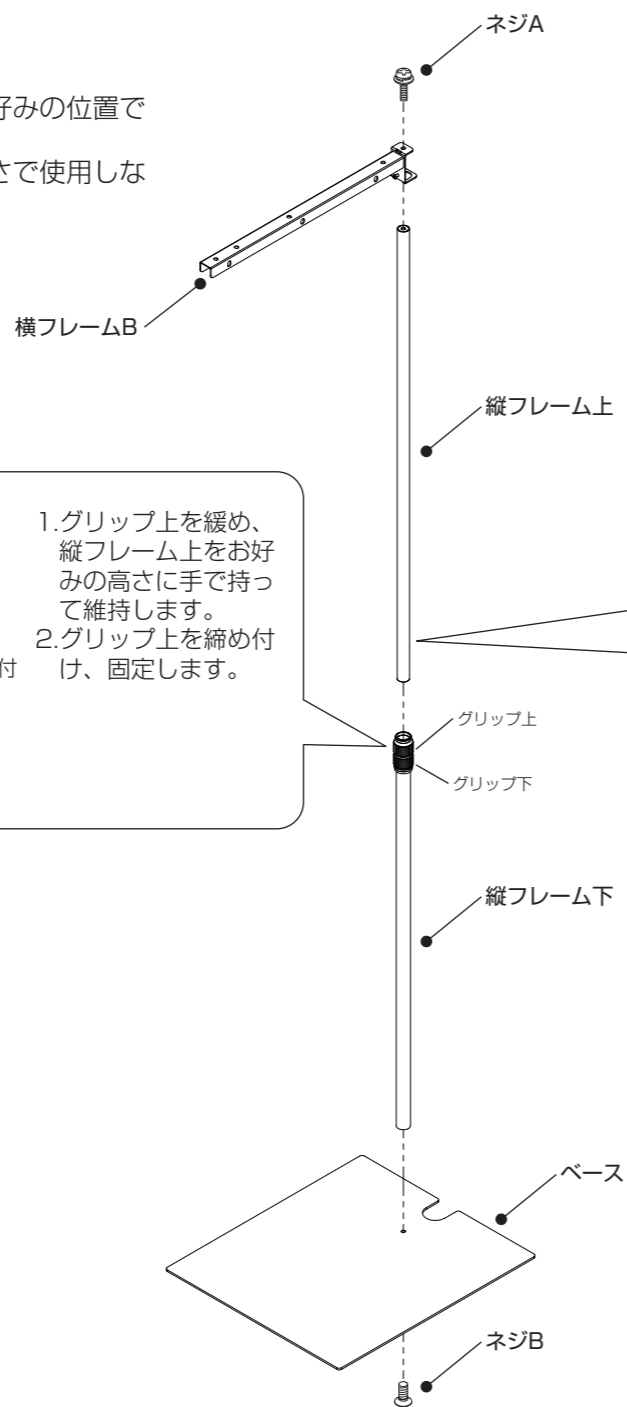 ネジA
好みの位置で
さで使用しな
横フレームB
縦フレーム上
1.グリップ上を緩め、
縦フレーム上をお好
みの高さに手で持っ
て維持します。
2.グリップ上を締め付
け、固定します。
付
グリップ上
グリップ下
縦フレーム下
ベース
ネジB